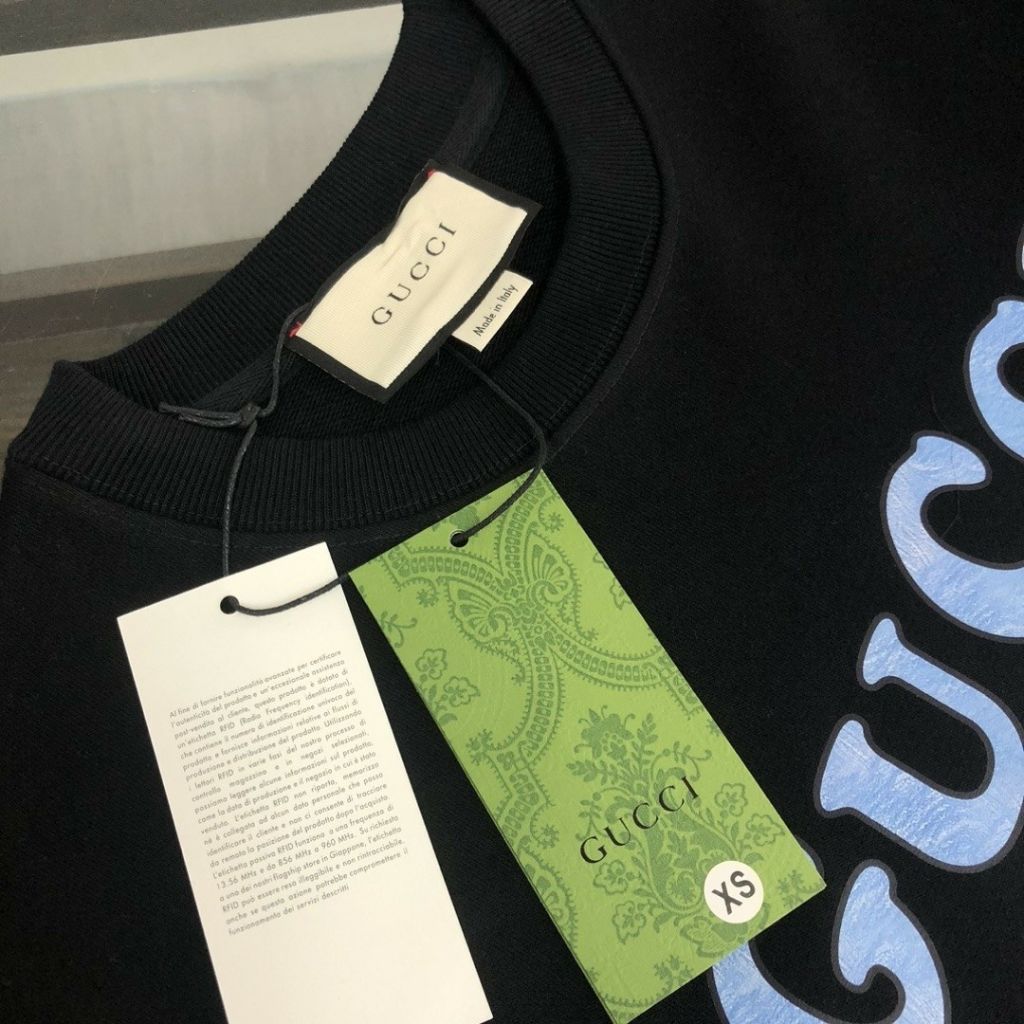 GUCCI
Made in Italy
Al fine di fornire funzionalità avanzate per certificare
l'autenticità del prodotto e un'eccezionale assistenza
post-vendita al cliente, questo prodotto è dotato di
un'etichetta RFID (Radio Frequency Identification),
che contiene il numero di identificazione univoco del
prodotto e fornisce informazioni relative ai flussi di
produzione e distribuzione del prodotto. Utilizzando
i lettori RFID in varie fasi del nostro processo di
controllo magazzino e in negozi selezionati,
possiamo leggere alcune informazioni sul prodotto,
come la data di produzione e il negozio in cui è stato
venduto. L'etichetta RFID non riporta, memorizza
né è collegata ad alcun dato personale che possa
identificare il cliente e non ci consente di tracciare
da remoto la posizione del prodotto dopo l'acquisto.
L'etichetta passiva RFID funziona a una frequenza di
13.56 MHz e da 856 MHz a 960 MHz. Su richiesta
a uno dei nostri flagship store in Giappone, l'etichetta
RFID può essere resa illeggibile e non rintracciabile,
anche se questa azione potrebbe compromettere il
funzionamento dei servizi descritti
GUCCI
XS
GUCC